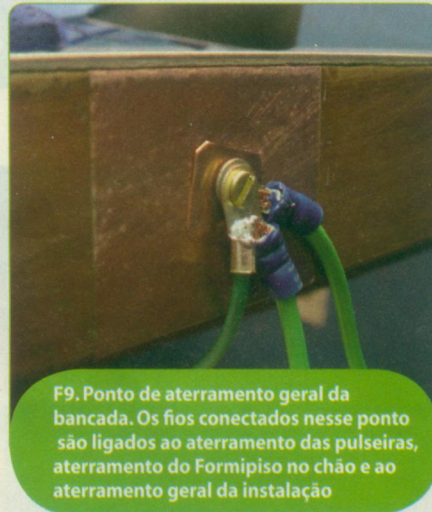 F9. Ponto de aterramento geral da
bancada. Os fios conectados nesse ponto
são ligados ao aterramento das pulseiras,
aterramento do Formipiso no chão e ao
aterramento geral da instalação